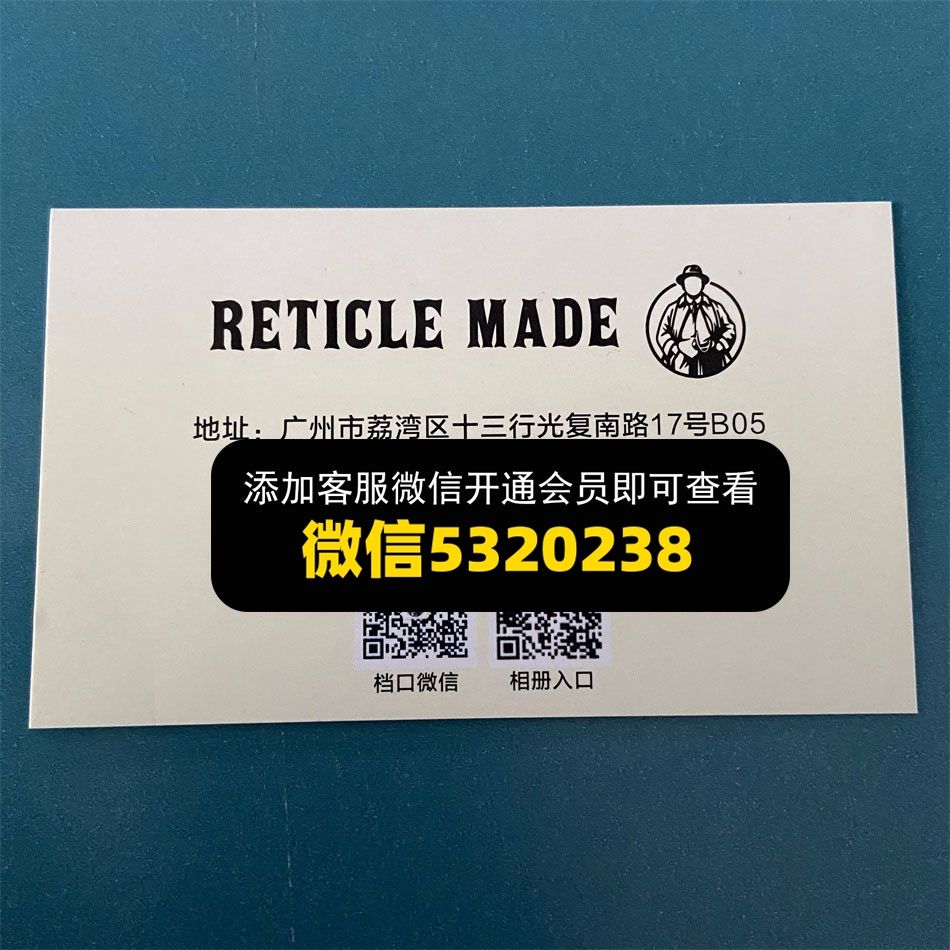 RETICLE MADE
地址：广州市荔湾区十三行光复南路17号B05
添加客服微信开通会员即可查看
微信5320238
档口微信 相册入口